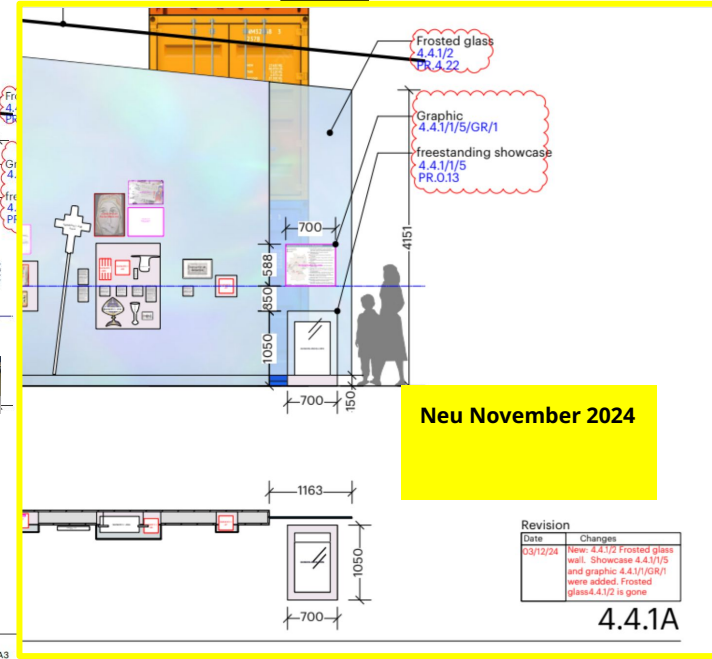 Frosted glass
4.4.1/2
PR.4.22
Graphic
4.4.1/1/5/GR/1
freestanding showcase
4.4.1/1/5
PR.0.13
700
4151
588
850
1050
700
150
Neu November 2024
1163
1050
700
Revision
Date Changes
03/12/24 New: 4.4.1/2 Frosted glass
wall. Showcase 4.4.1/1/5
and graphic 4.4.1/1/GR/1
were added. Frosted
glass4.4.1/2 is gone
4.4.1A
A3